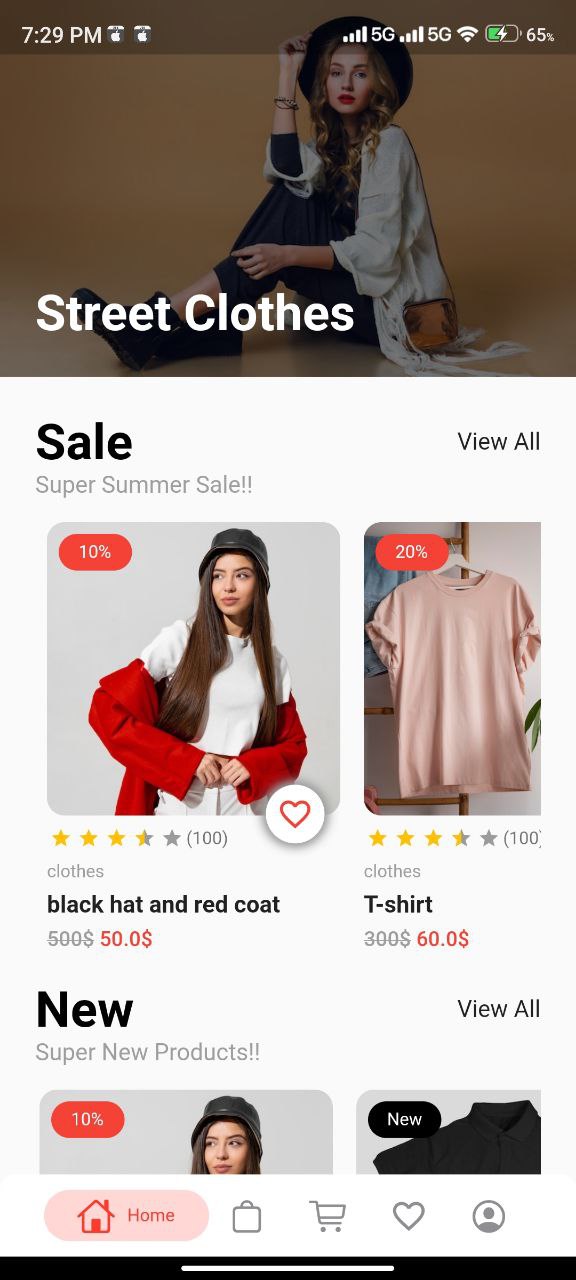 7:29 PM 5G 5G 65%
Street Clothes
Sale
View All
Super Summer Sale!!
10%
20%
(100)
(100)
clothes
clothes
black hat and red coat
T-shirt
500$ 50.0$
300$ 60.0$
New
View All
Super New Products!!
10%
New
Home